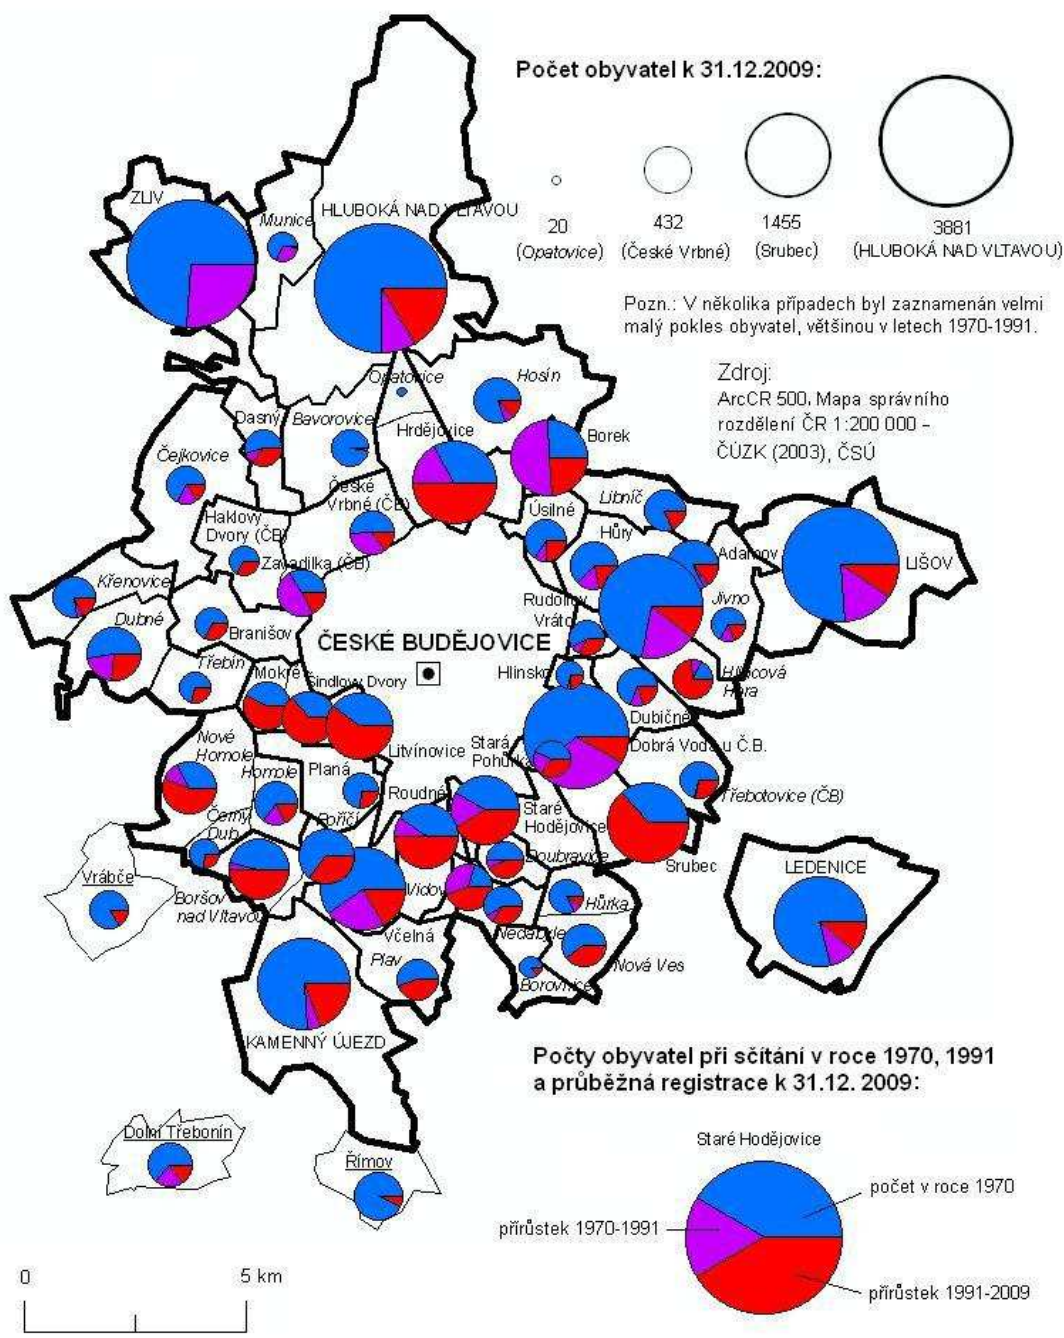 Počet obyvatel k 31.12.2009:
20
(Opatovice)
432
(České Vrbné)
1455
(Srubec)
3881
(HLUBOKÁ NAD VLTAVOU)
Pozn.: V několika případech byl zaznamenán velmi
malý pokles obyvatel, většinou v letech 1970-1991.
Zdroj:
ArcCR 500, Mapa správního
rozdělení ČR 1:200 000 –
ČÚZK (2003), ČSÚ
ZLIV
Munice
HLUBOKÁ NAD VLTAVOU
Opatovice
Hosín
Dasný
Bavorovice
Hrdějovice
Borek
Čejkovice
České
Vrbné (ČB)
Libníč
Úsilné
Haklovy
Dvory (ČB)
Hůry
Zavadilka (ČB)
Adamov
LIŠOV
Křenovice
Rudolfov
Jivno
Dubné
Vráto
Branišov
ČESKÉ BUDĚJOVICE
Třebín
Mokré
Šindlovy Dvory
Hlinsko
Hlincová
Hora
Dubičné
Litvínovice
Stará
Pohůrka
Dobrá Voda u Č.B.
Nové
Homole
Homole
Planá
Roudné
Třebotovice (ČB)
Staré
Hodějovice
Černý
Dub
Poříčí
Doubravice
Srubec
LEDENICE
Vrábče
Boršov
nad Vltavou
Vidov
Hůrka
Včelná
Nedabyle
Plav
Nová Ves
Borovnice
KAMENNÝ ÚJEZD
Dolní Třebonín
Římov
Počty obyvatel při sčítání v roce 1970, 1991
a průběžná registrace k 31.12. 2009:
Staré Hodějovice
počet v roce 1970
přírůstek 1970-1991
přírůstek 1991-2009
0
5 km